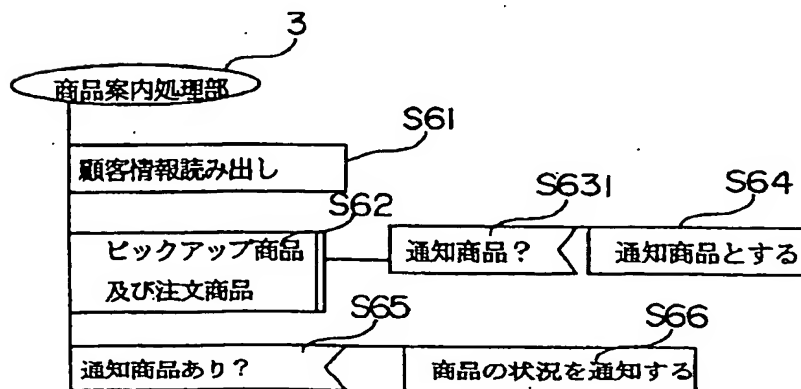 3
商品案内処理部
S61
顧客情報読み出し
S62
ピックアップ商品
及び注文商品
S631
通知商品？
S64
通知商品とする
S65
通知商品あり？
S66
商品の状況を通知する